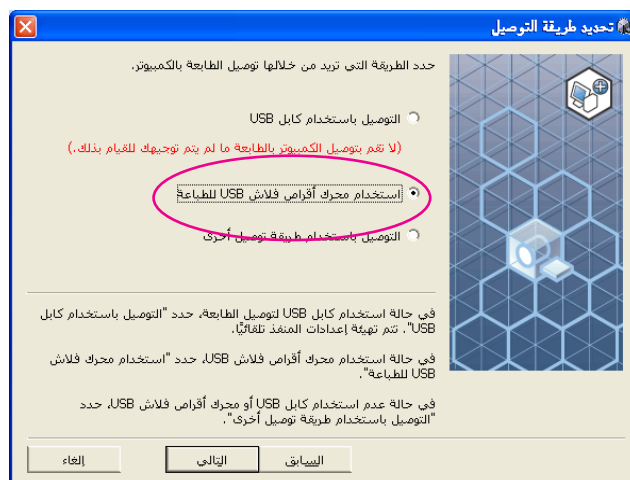 تحديد طريقة التوصيل
حدد الطريقة التي تريد من خلالها توصيل الطابعة بالكمبيوتر.
التوصيل باستخدام كابل USB
(لا تقم بتوصيل الكمبيوتر بالطابعة ما لم يتم توجيهك للقيام بذلك.)
استخدام محرك أقراص فلاش USB للطباعة
التوصيل باستخدام طريقة توصيل أخرى
في حالة استخدام كابل USB لتوصيل الطابعة، حدد "التوصيل باستخدام كابل
USB". تتم تهيئة إعدادات المنفذ تلقائيًا.
في حالة استخدام محرك أقراص فلاش USB، حدد "استخدام محرك فلاش
USB للطباعة".
في حالة عدم استخدام كابل USB أو محرك أقراص فلاش USB، حدد
"التوصيل باستخدام طريقة توصيل أخرى".
السابق
التالي
إلغاء